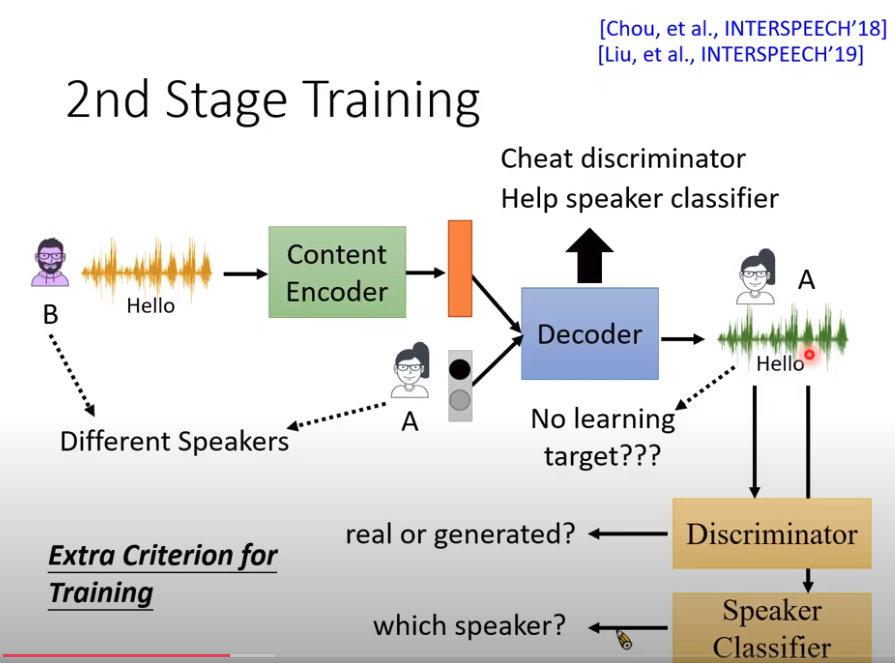 [Chou, et al., INTERSPEECH’18]
[Liu, et al., INTERSPEECH’19]
2nd Stage Training
Cheat discriminator
Help speaker classifier
Content
Encoder
Hello
B
Decoder
A
Hello
A
Different Speakers
No learning
target???
real or generated?
Discriminator
Extra Criterion for
Training
which speaker?
Speaker
Classifier